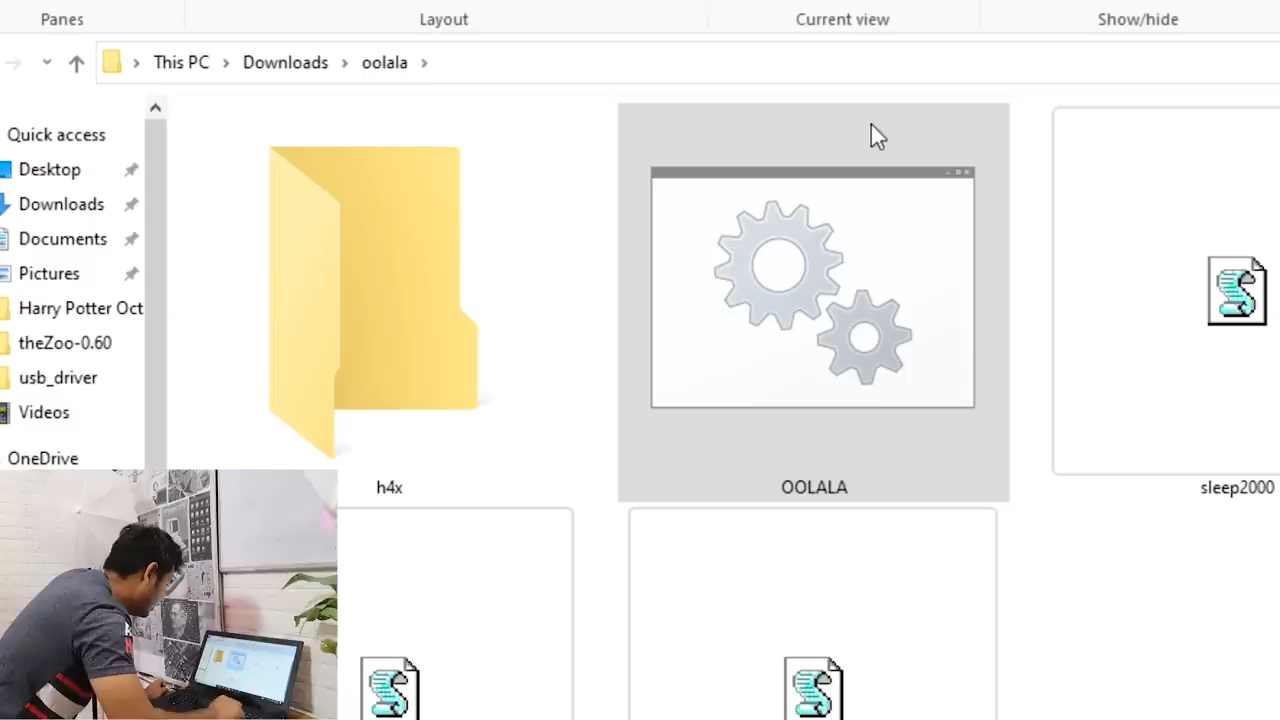 Panes Layout Current view Show/hide
This PC Downloads oolala
Quick access
Desktop
Downloads
Documents
Pictures
Harry Potter Oct
theZoo-0.60
usb_driver
Videos
OneDrive
h4x OOLALA sleep2000